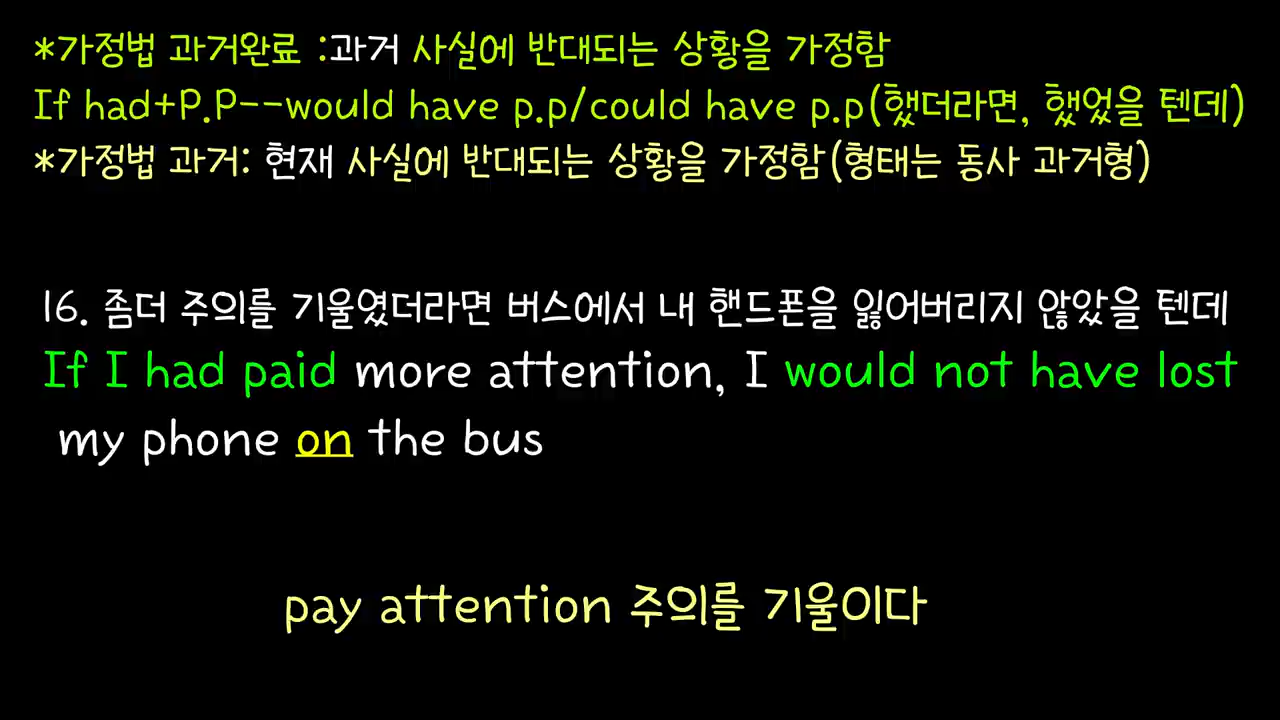 *가정법 과거완료 :과거 사실에 반대되는 상황을 가정함
If had+P.P--would have p.p/could have p.p(했더라면, 했었을 텐데)
*가정법 과거: 현재 사실에 반대되는 상황을 가정함(형태는 동사 과거형)
16. 좀더 주의를 기울였더라면 버스에서 내 핸드폰을 잃어버리지 않았을 텐데
If I had paid more attention, I would not have lost
my phone on the bus
pay attention 주의를 기울이다